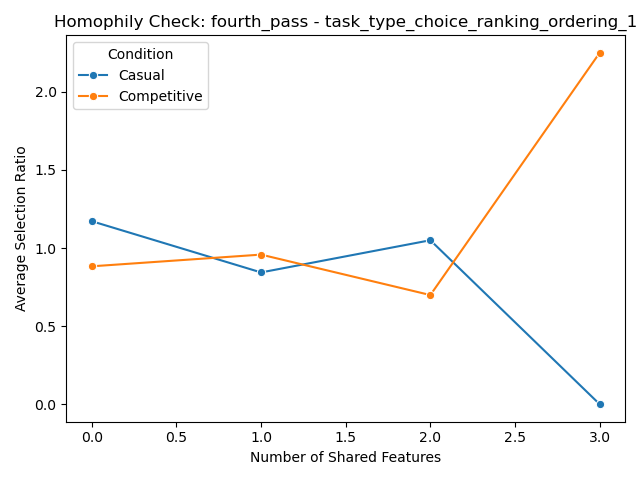 Homophily Check: fourth_pass - task_type_choice_ranking_ordering_1
Condition
Casual
Competitive
Average Selection Ratio
2.0
1.5
1.0
0.5
0.0
0.0 0.5 1.0 1.5 2.0 2.5 3.0
Number of Shared Features